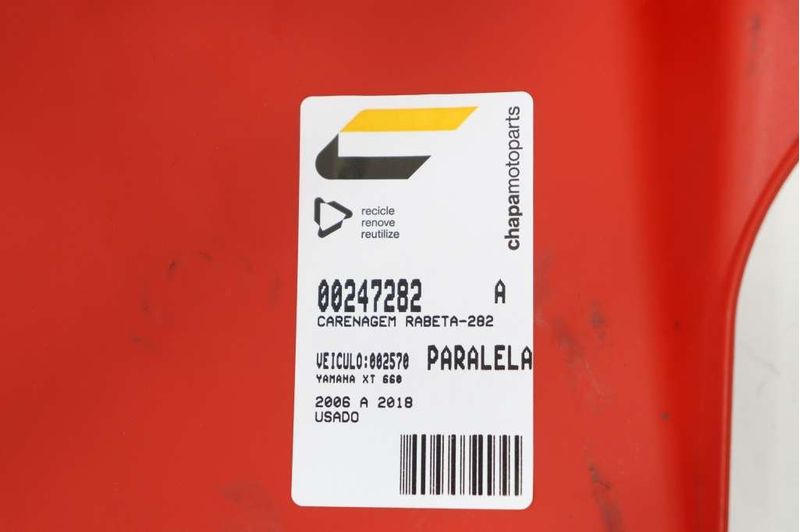 chapamotoparts
recicle
renove
reutilize
00247282 A
CARENAGEM RABETA-282
VEICULO:002570 PARALELA
YAMAHA XT 660
2006 A 2018
USADO